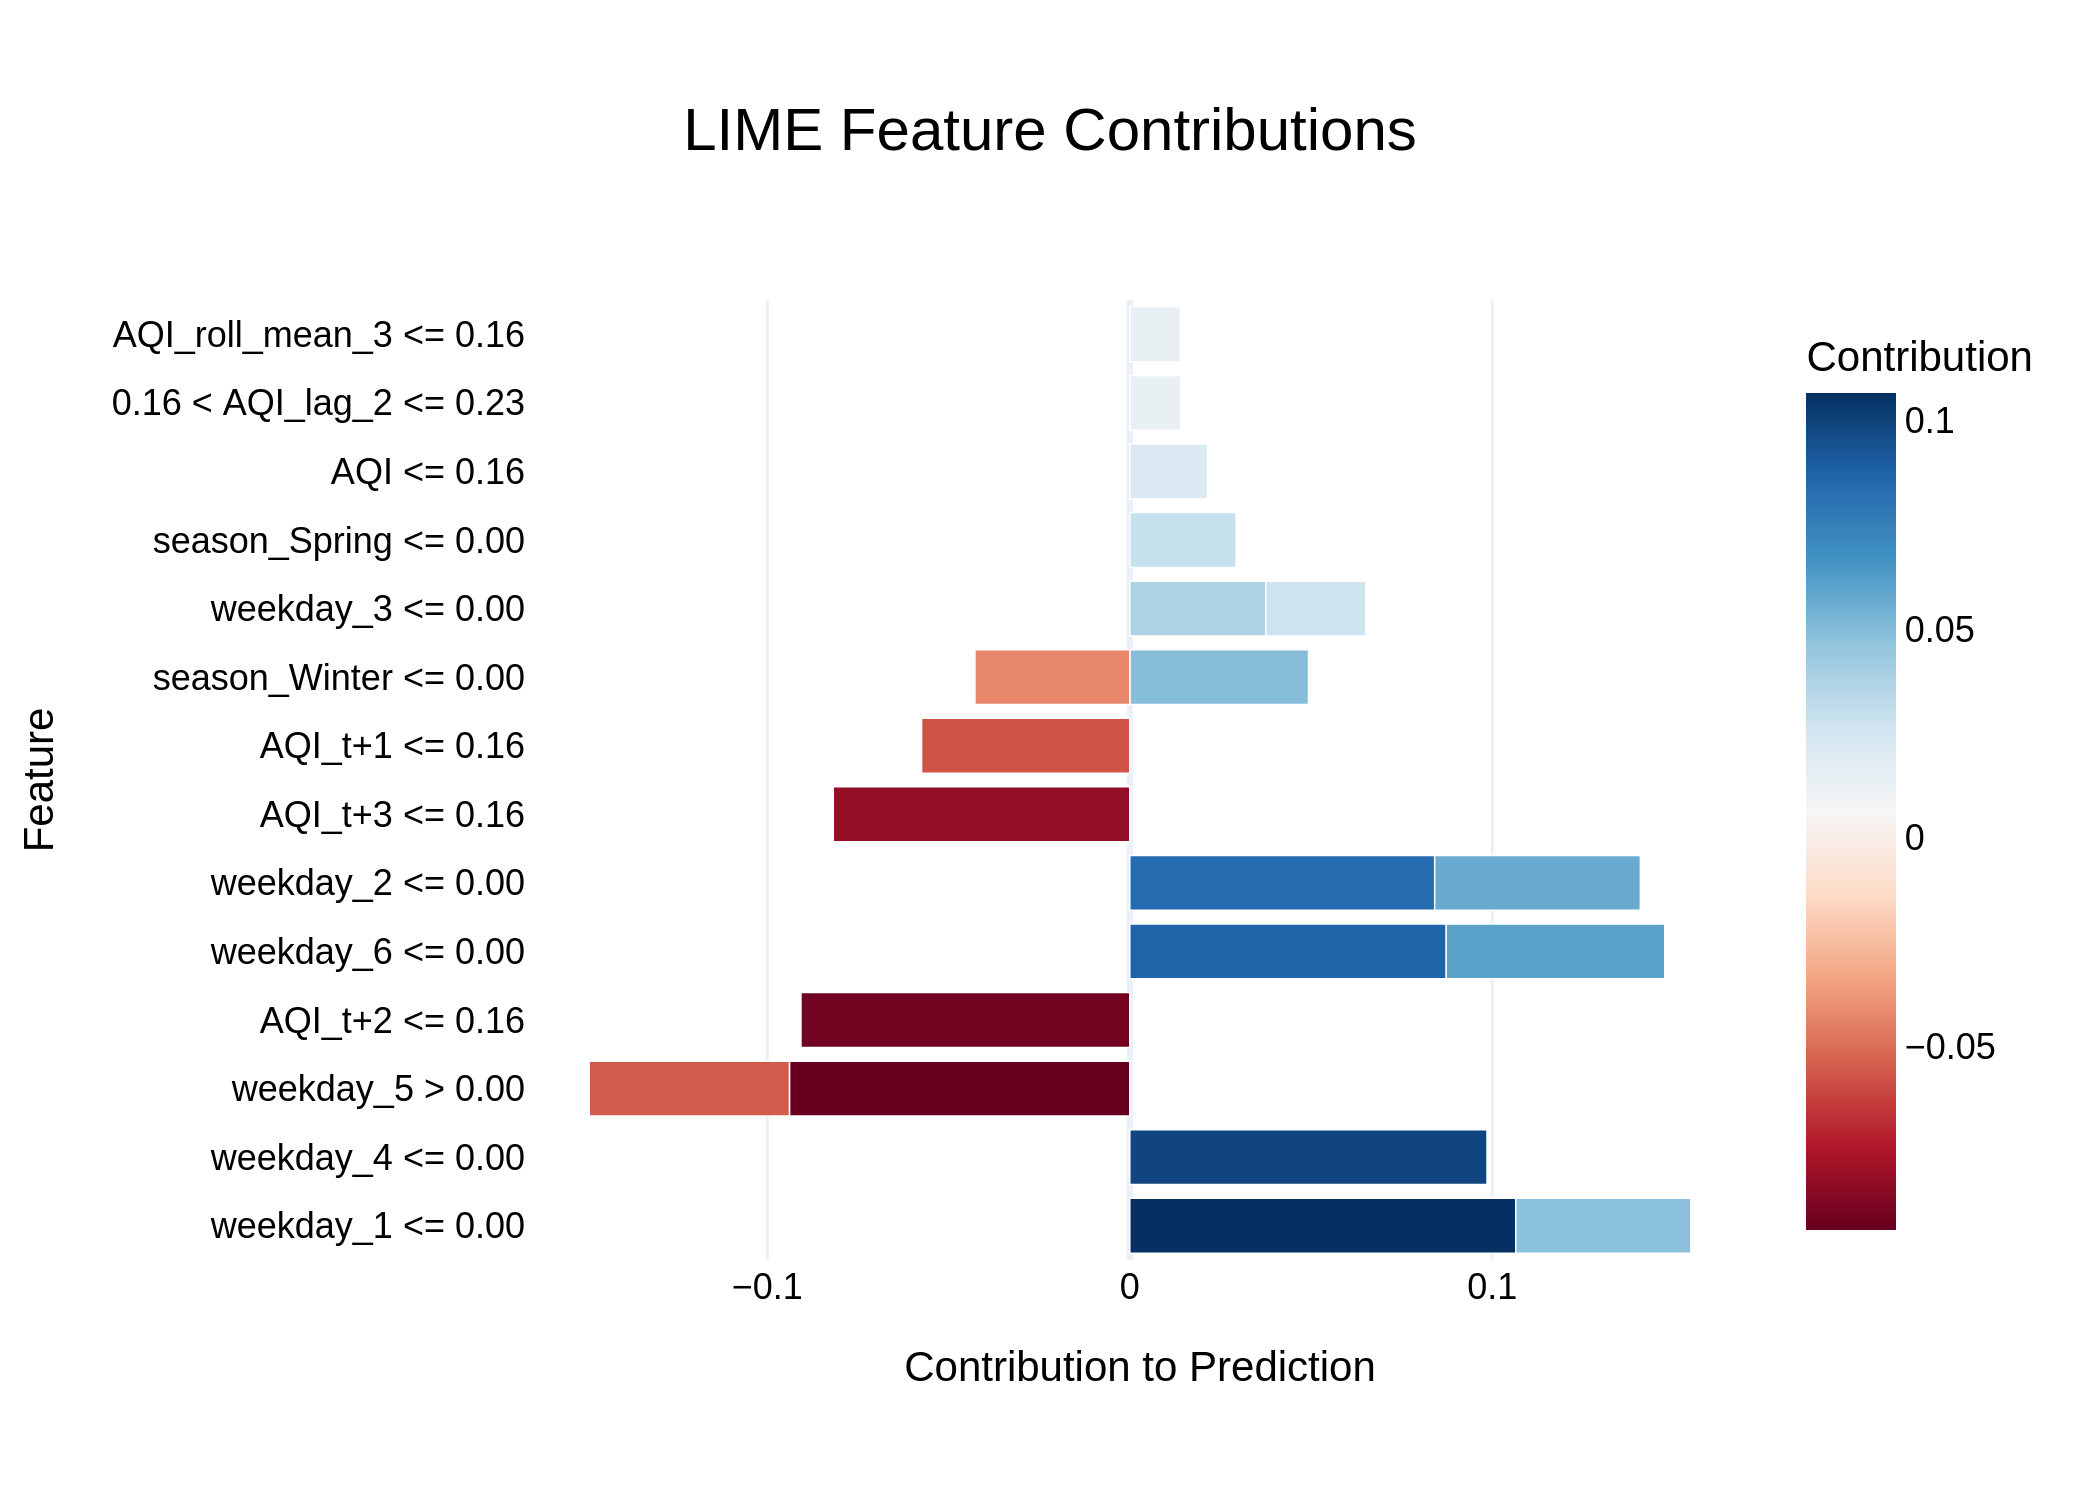 LIME Feature Contributions
Feature
AQI_roll_mean_3 <= 0.16
0.16 < AQI_lag_2 <= 0.23
AQI <= 0.16
season_Spring <= 0.00
weekday_3 <= 0.00
season_Winter <= 0.00
AQI_t+1 <= 0.16
AQI_t+3 <= 0.16
weekday_2 <= 0.00
weekday_6 <= 0.00
AQI_t+2 <= 0.16
weekday_5 > 0.00
weekday_4 <= 0.00
weekday_1 <= 0.00
−0.1
0
0.1
Contribution to Prediction
Contribution
0.1
0.05
0
−0.05